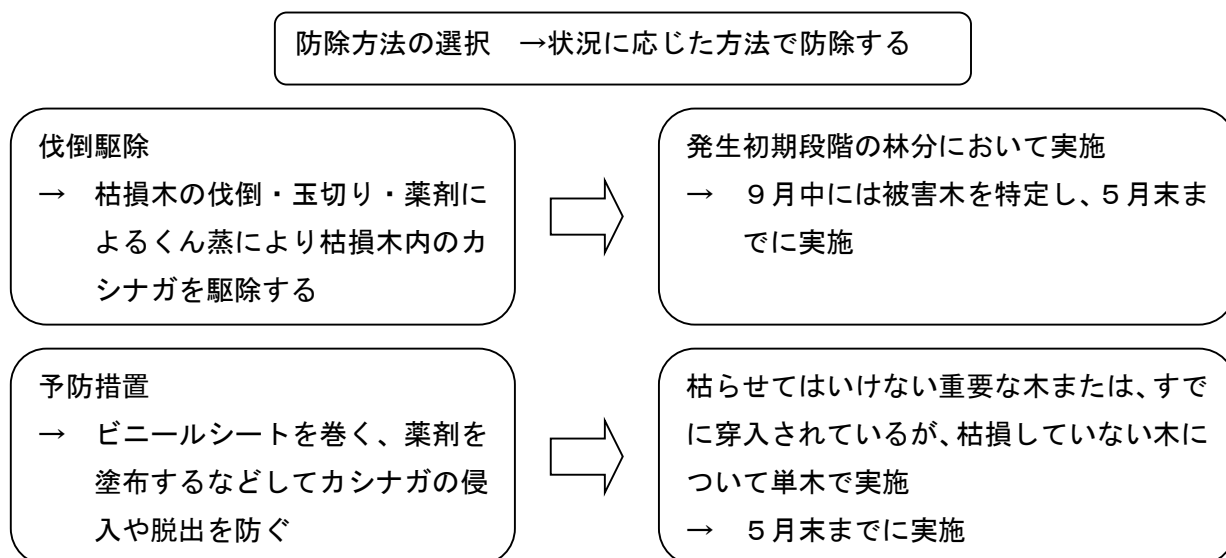 防除方法の選択　→状況に応じた方法で防除する
伐倒駆除
→　枯損木の伐倒・玉切り・薬剤に
よるくん蒸により枯損木内のカ
シナガを駆除する
発生初期段階の林分において実施
→　９月中には被害木を特定し、５月末ま
でに実施
予防措置
→　ビニールシートを巻く、薬剤を
塗布するなどしてカシナガの侵
入や脱出を防ぐ
枯らせてはいけない重要な木または、すで
に穿入されているが、枯損していない木に
ついて単木で実施
→　５月末までに実施